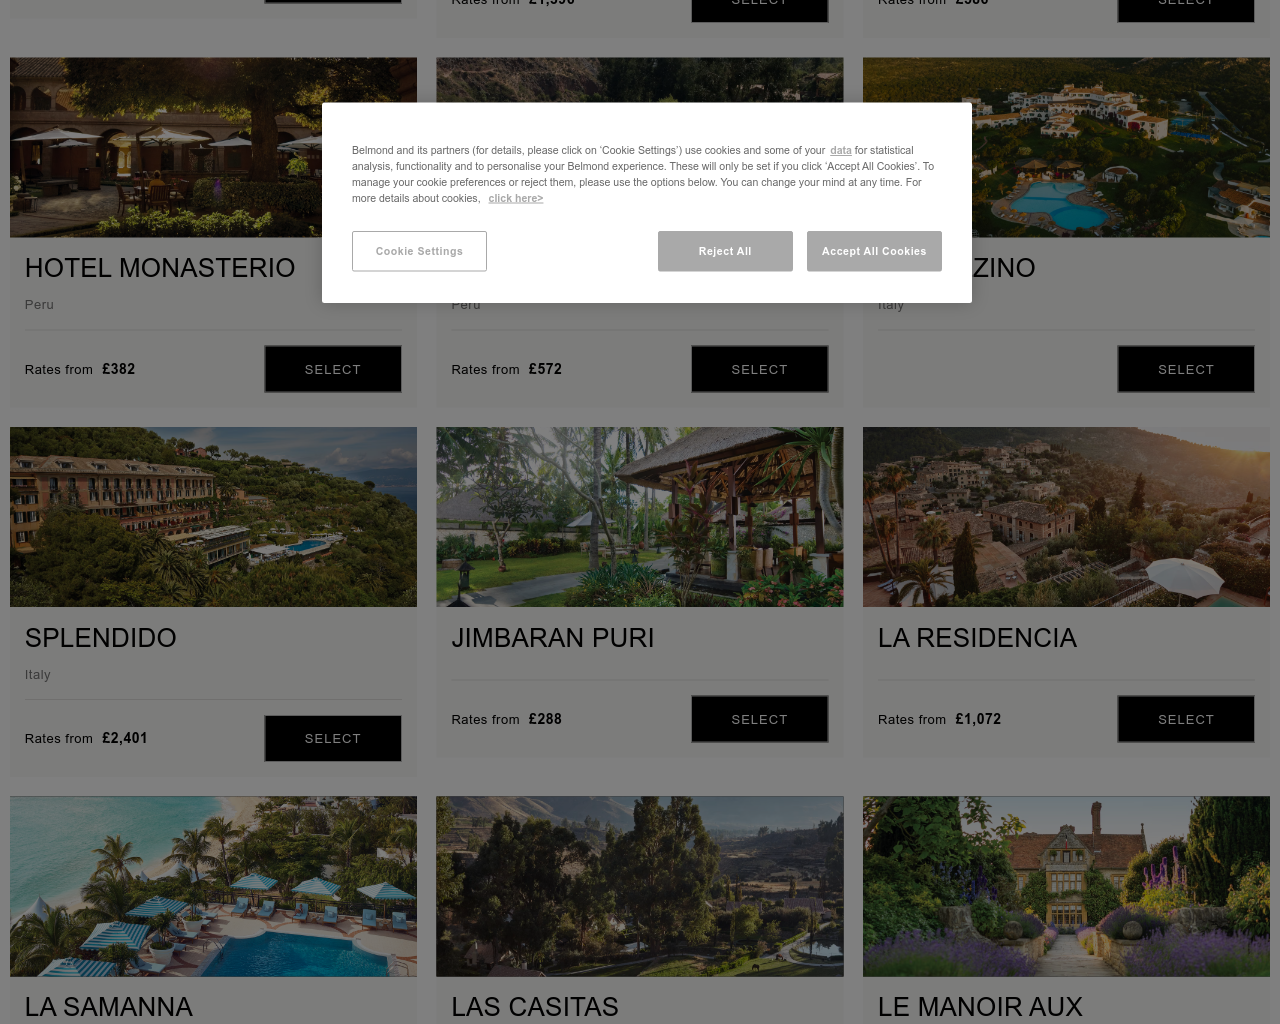 Rates from £1,390
SELECT
Rates from
SELECT
Belmond and its partners (for details, please click on ‘Cookie Settings’) use cookies and some of your data for statistical
analysis, functionality and to personalise your Belmond experience. These will only be set if you click ‘Accept All Cookies’. To
manage your cookie preferences or reject them, please use the options below. You can change your mind at any time. For
more details about cookies, click here>
Cookie Settings
Reject All
Accept All Cookies
HOTEL MONASTERIO
Peru
Rates from £382
SELECT
Peru
Rates from £572
SELECT
ZINO
Italy
SELECT
SPLENDIDO
Italy
Rates from £2,401
SELECT
JIMBARAN PURI
Rates from £288
SELECT
LA RESIDENCIA
Rates from £1,072
SELECT
LA SAMANNA
LAS CASITAS
LE MANOIR AUX